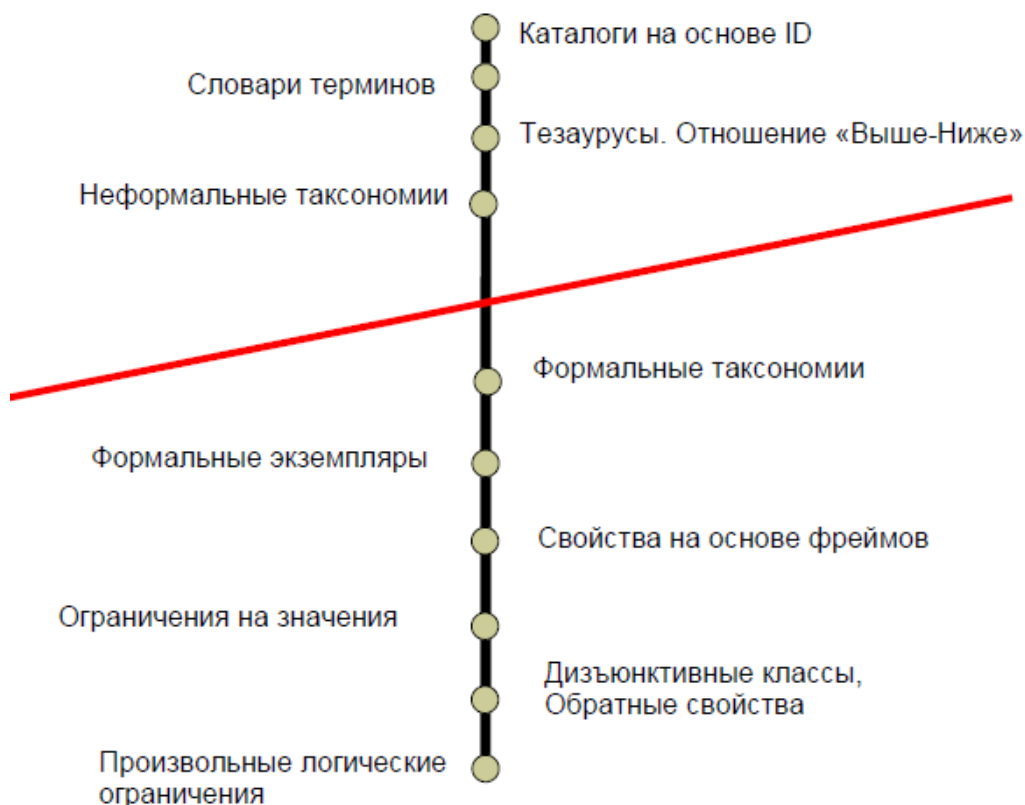 Каталоги на основе ID
Словари терминов
Тезаурусы. Отношение «Выше-Ниже»
Неформальные таксономии
Формальные таксономии
Формальные экземпляры
Свойства на основе фреймов
Ограничения на значения
Дизъюнктивные классы,
Обратные свойства
Произвольные логические
ограничения